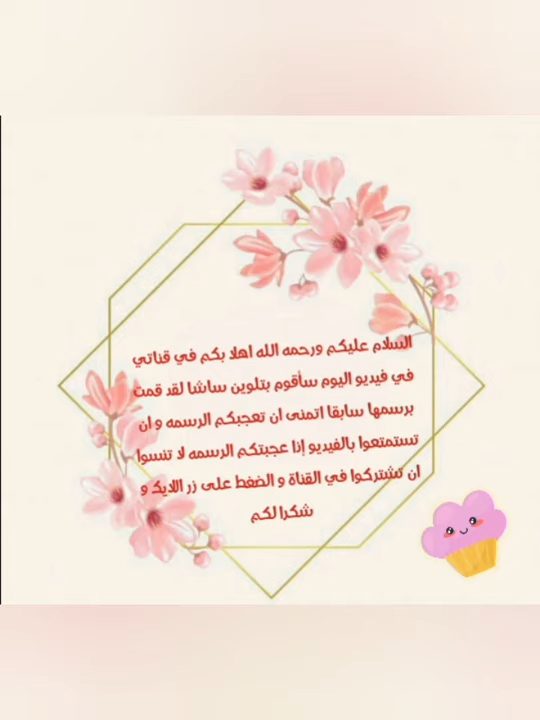 السلام عليكم ورحمه الله اهلا بكم في قناتي
في فيديو اليوم سأقوم بتلوين ساشا لقد قمت
برسمها سابقا اتمنى ان تعجبكم الرسمه و ان
تستمتعوا بالفيديو إذا عجبتكم الرسمه لا تنسوا
ان تشتركوا في القناة و الضغط على زر اللايك و
شكرا لكم